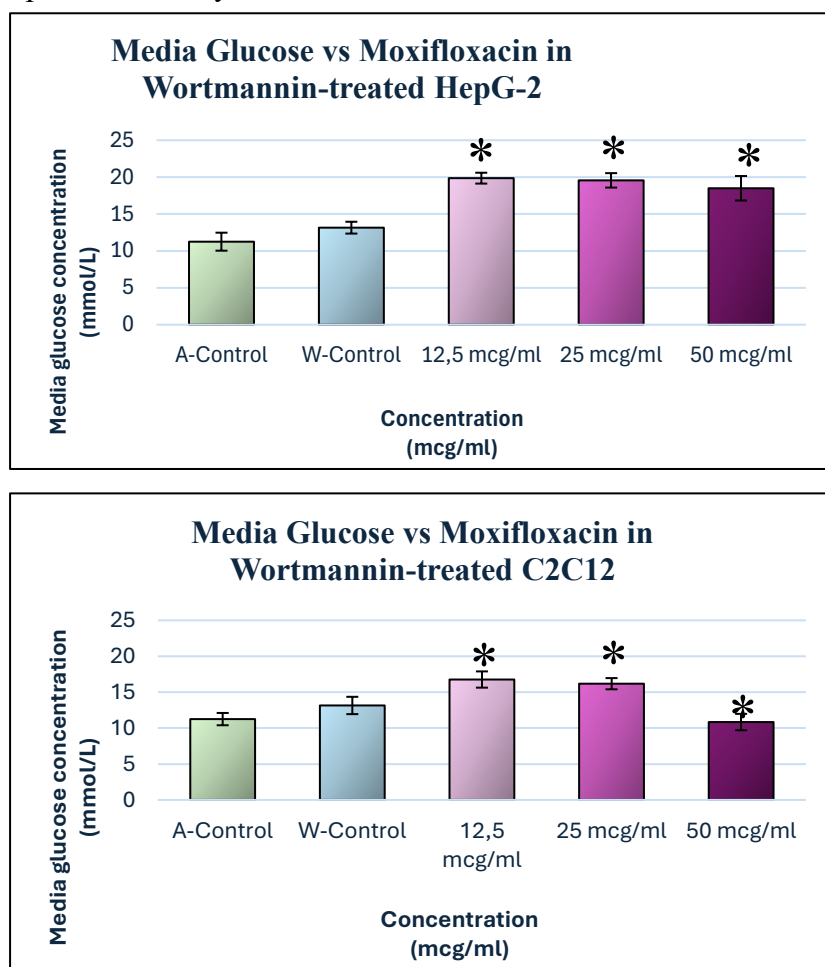 Media Glucose vs Moxifloxacin in
Wortmannin-treated HepG-2
Media glucose concentration
(mmol/L)
25
20
15
10
5
0
* * *
A-Control W-Control 12,5 mcg/ml 25 mcg/ml 50 mcg/ml
Concentration
(mcg/ml)
Media Glucose vs Moxifloxacin in
Wortmannin-treated C2C12
Media glucose concentration
(mmol/L)
25
20
15
10
5
0
* * *
A-Control W-Control 12,5 25 mcg/ml 50 mcg/ml
mcg/ml
Concentration
(mcg/ml)